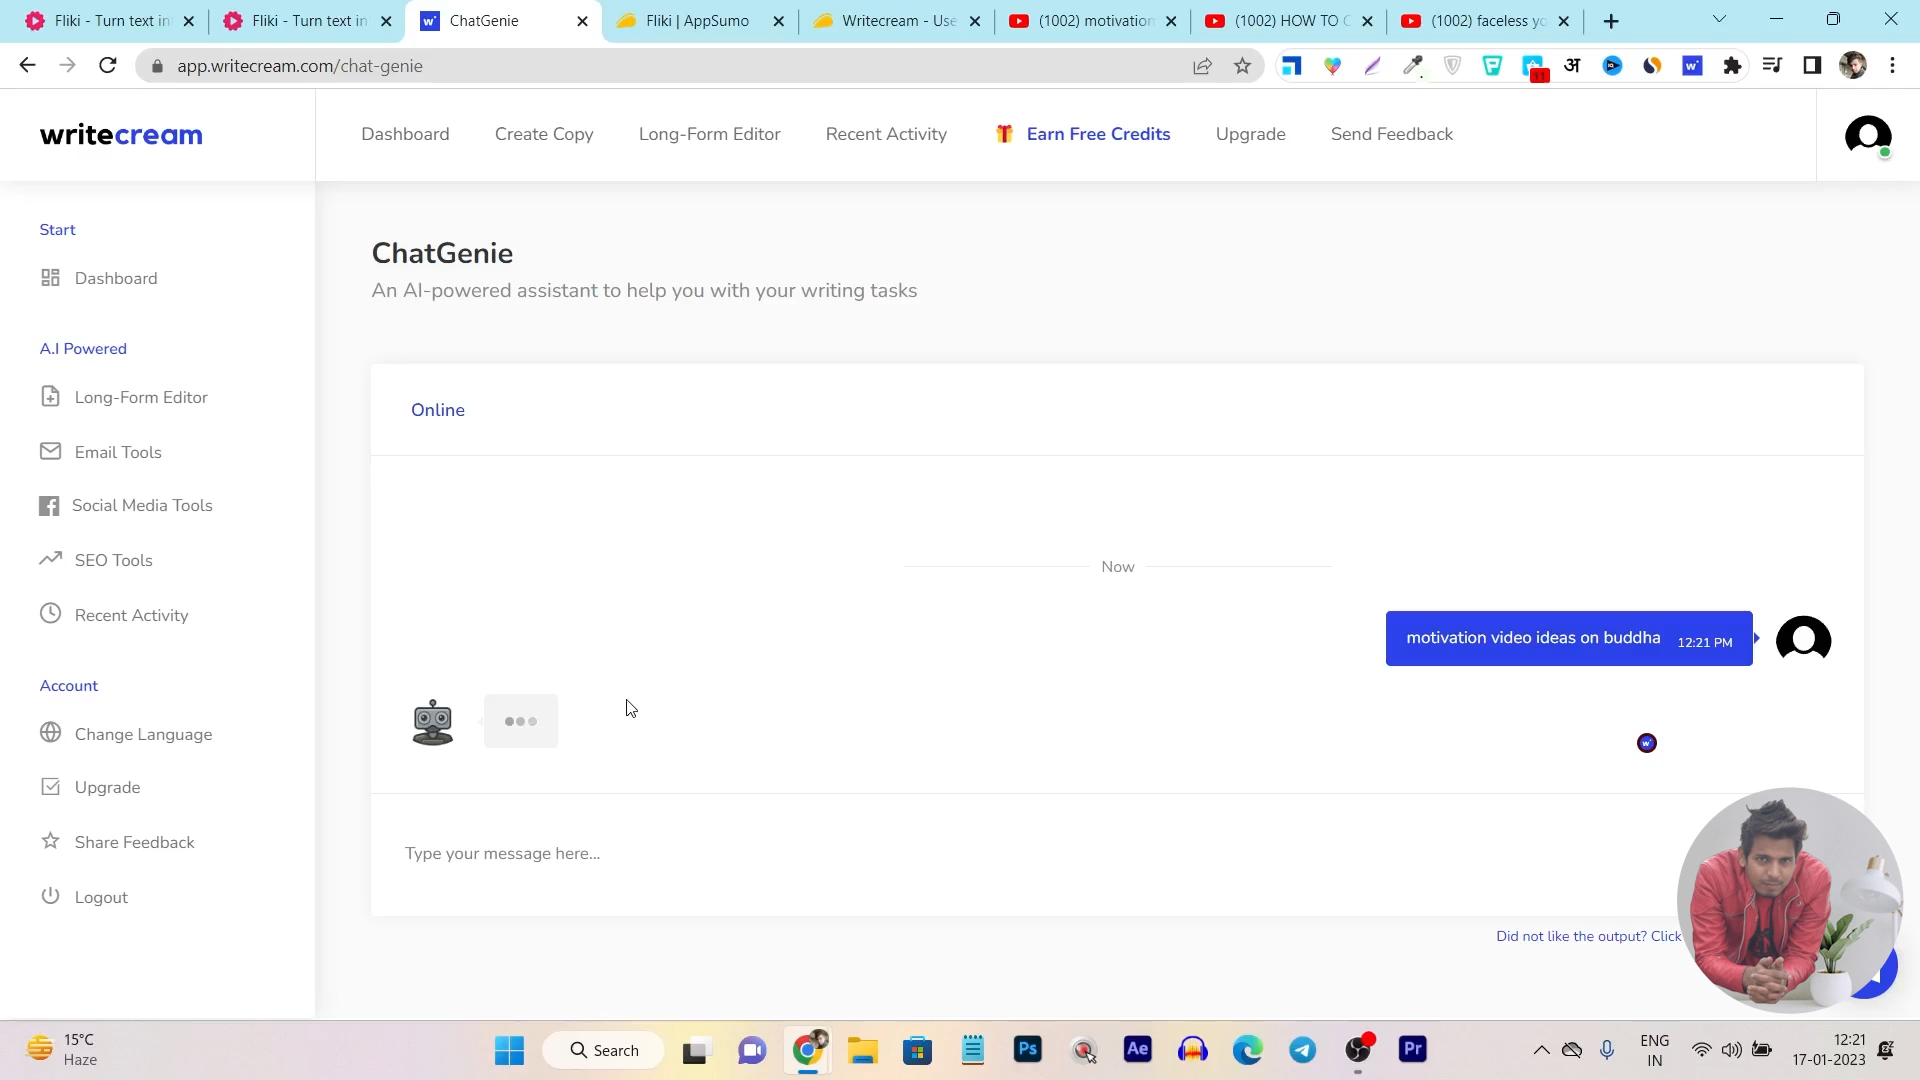 Fliki - Turn text in
Fliki - Turn text in
ChatGenie
Fliki | AppSumo
Writecream - Use
(1002) motivation
(1002) HOW TO C
(1002) faceless yo
app.writecream.com/chat-genie
11
अ
writecream
Dashboard
Create Copy
Long-Form Editor
Recent Activity
Earn Free Credits
Upgrade
Send Feedback
Start
Dashboard
A.I Powered
Long-Form Editor
Email Tools
Social Media Tools
SEO Tools
Recent Activity
Account
Change Language
Upgrade
Share Feedback
Logout
ChatGenie
An AI-powered assistant to help you with your writing tasks
Online
Now
motivation video ideas on buddha 12:21 PM
Type your message here...
Did not like the output? Click
15°C
Haze
Search
Ps
Ae
Pr
ENG
IN
12:21
17-01-2023